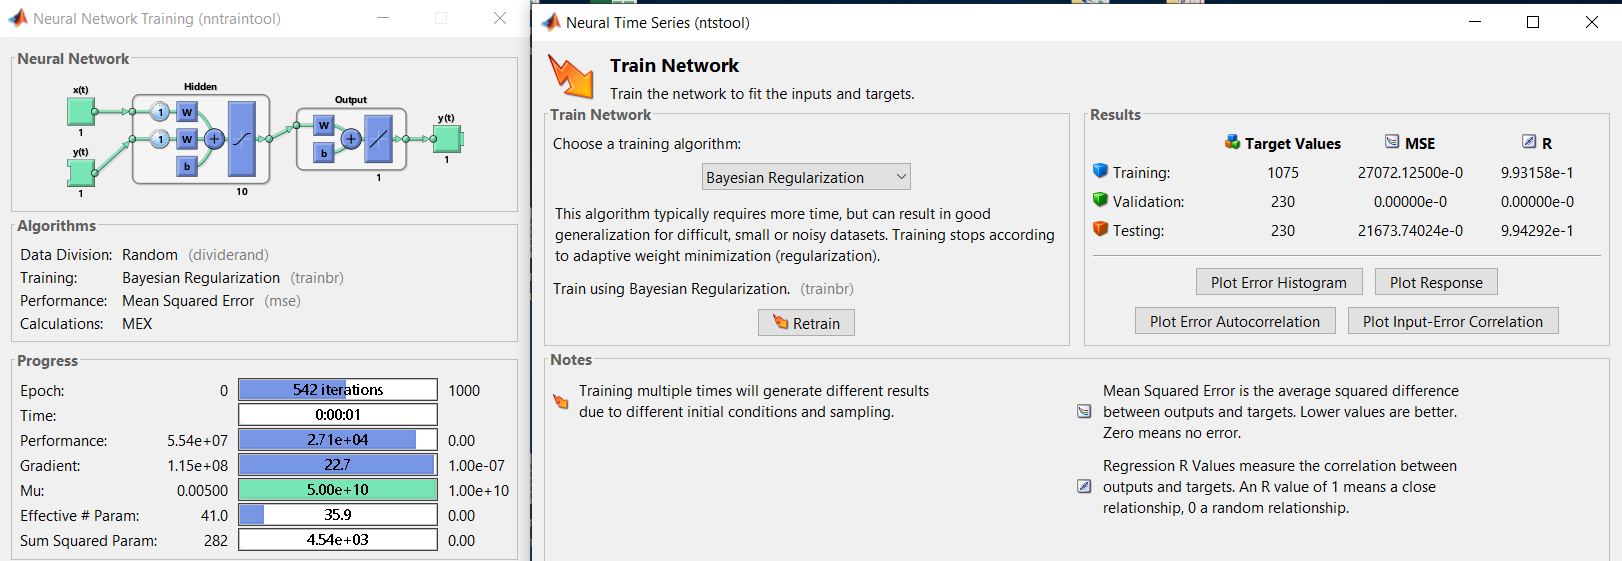 Neural Network Training (nntraintool)
Neural Network
x(t)
1
y(t)
1
Hidden
1
W
1
W
b
+
10
Output
W
b
+
1
y(t)
1
Algorithms
Data Division: Random (dividerand)
Training: Bayesian Regularization (trainbr)
Performance: Mean Squared Error (mse)
Calculations: MEX
Progress
Epoch: 0 542 iterations 1000
Time: 0:00:01
Performance: 5.54e+07 2.71e+04 0.00
Gradient: 1.15e+08 22.7 1.00e-07
Mu: 0.00500 5.00e+10 1.00e+10
Effective # Param: 41.0 35.9 0.00
Sum Squared Param: 282 4.54e+03 0.00
Neural Time Series (ntstool)
Train Network
Train the network to fit the inputs and targets.
Train Network
Choose a training algorithm:
Bayesian Regularization
This algorithm typically requires more time, but can result in good
generalization for difficult, small or noisy datasets. Training stops according
to adaptive weight minimization (regularization).
Train using Bayesian Regularization. (trainbr)
Retrain
Results
Target Values MSE R
Training: 1075 27072.12500e-0 9.93158e-1
Validation: 230 0.00000e-0 0.00000e-0
Testing: 230 21673.74024e-0 9.94292e-1
Plot Error Histogram Plot Response
Plot Error Autocorrelation Plot Input-Error Correlation
Notes
Training multiple times will generate different results
due to different initial conditions and sampling.
Mean Squared Error is the average squared difference
between outputs and targets. Lower values are better.
Zero means no error.
Regression R Values measure the correlation between
outputs and targets. An R value of 1 means a close
relationship, 0 a random relationship.